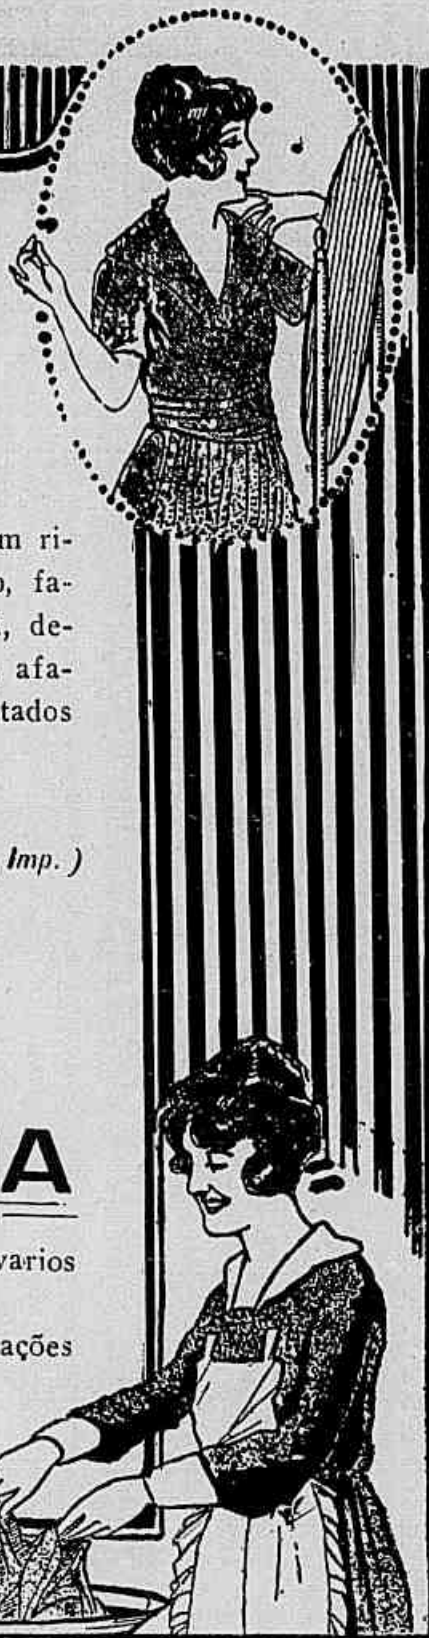 m ri-
o, fa-
, de-
afa-
tados
Imp. )
A
varios
ações